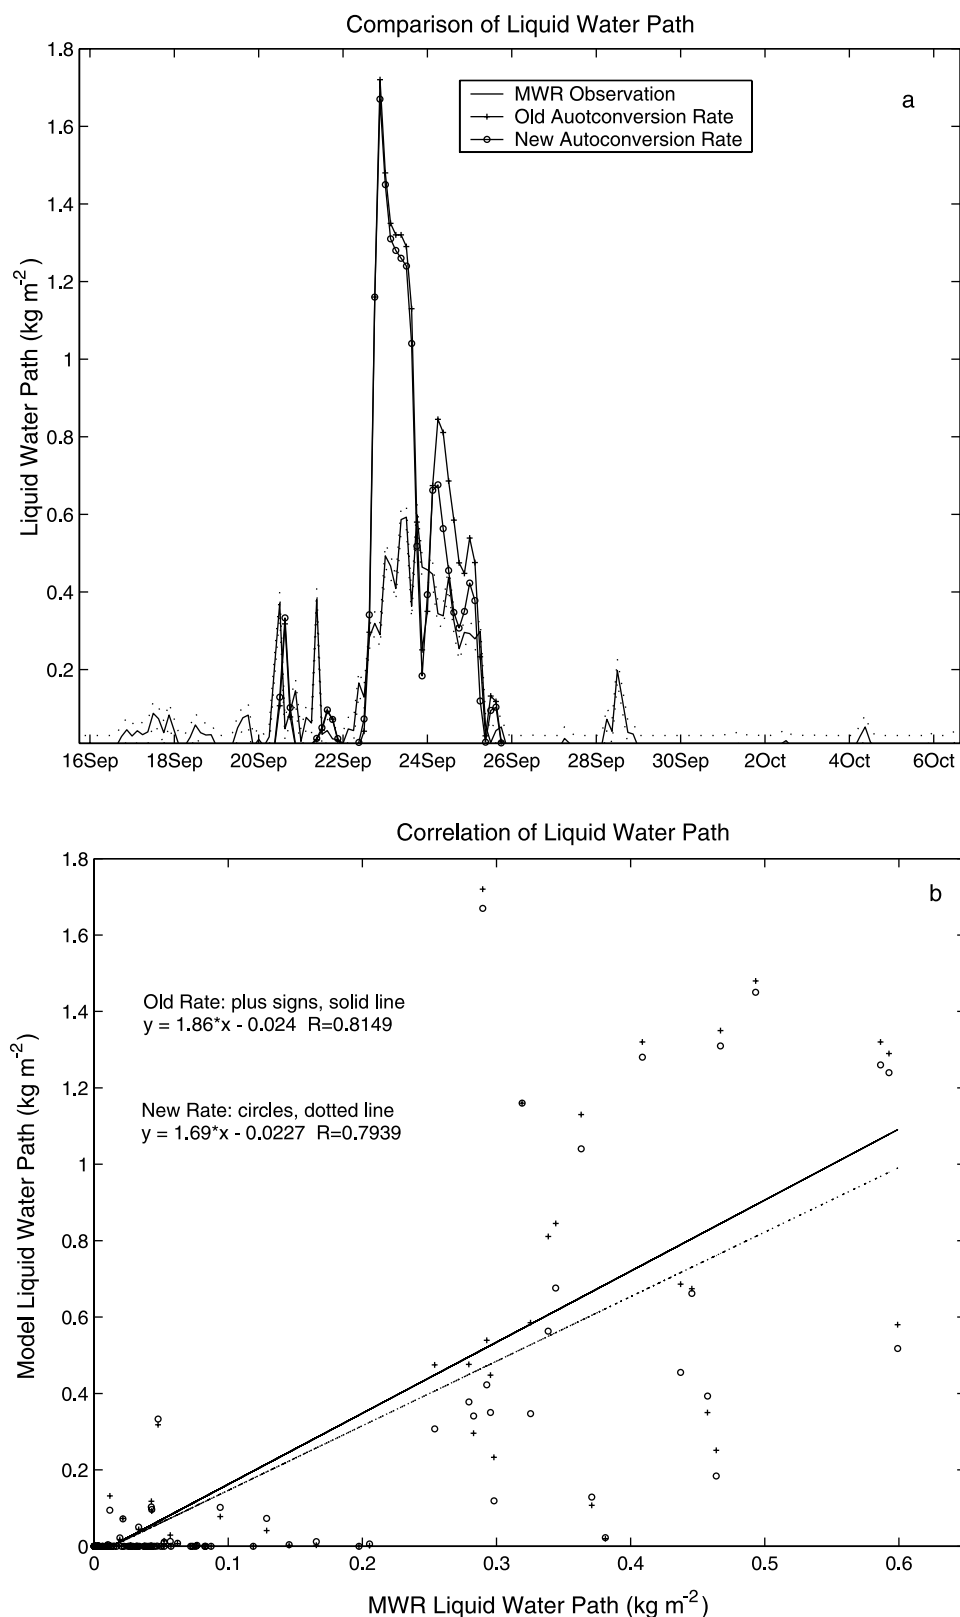 Comparison of Liquid Water Path
1.8
1.6
1.4
1.2
1
0.8
0.6
0.4
0.2
Liquid Water Path (kg m⁻²)
MWR Observation
Old Auotconversion Rate
New Autoconversion Rate
a
16Sep 18Sep 20Sep 22Sep 24Sep 26Sep 28Sep 30Sep 2Oct 4Oct 6Oct
Correlation of Liquid Water Path
1.8
1.6
1.4
1.2
1
0.8
0.6
0.4
0.2
0
Model Liquid Water Path (kg m⁻²)
b
Old Rate: plus signs, solid line
y = 1.86*x - 0.024 R=0.8149
New Rate: circles, dotted line
y = 1.69*x - 0.0227 R=0.7939
0 0.1 0.2 0.3 0.4 0.5 0.6
MWR Liquid Water Path (kg m⁻²)